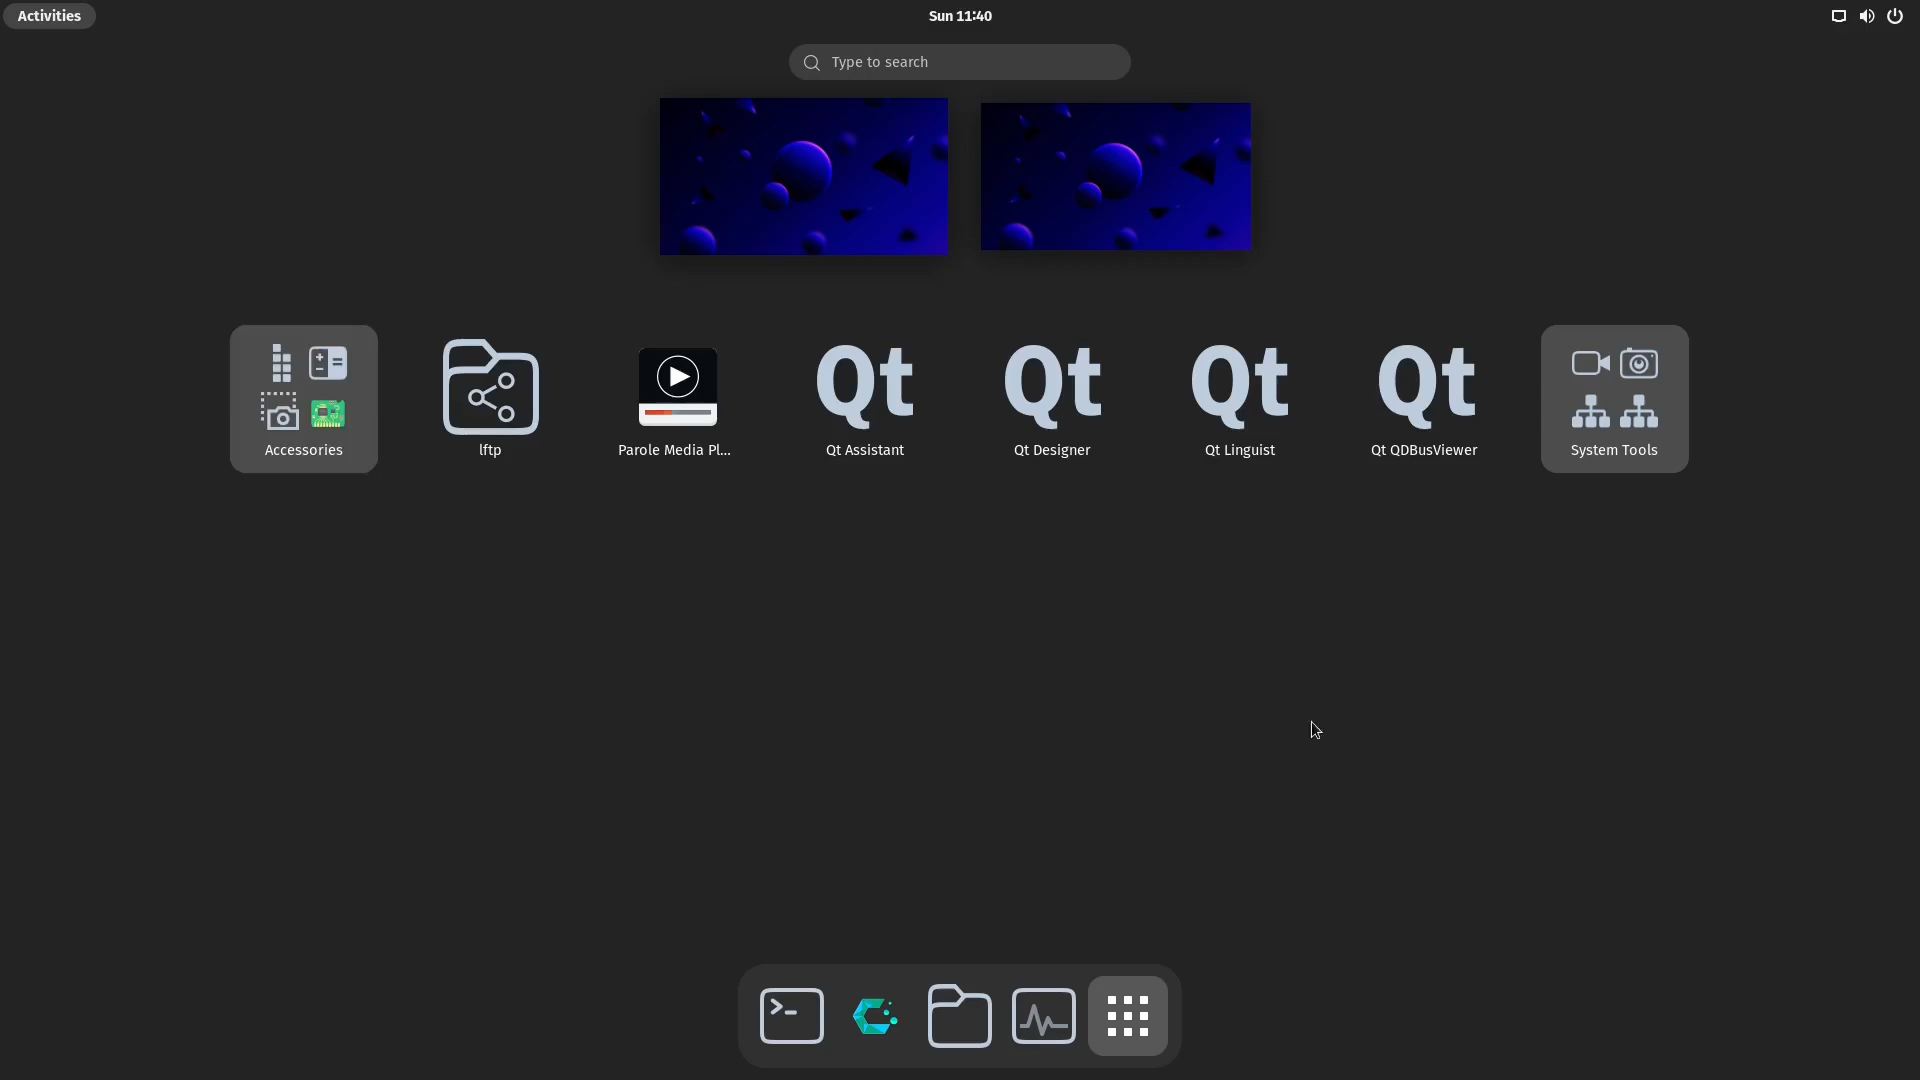 Activities
Sun 11:40
Type to search
Qt
Qt
Qt
Qt
Accessories
lftp
Parole Media Pl...
Qt Assistant
Qt Designer
Qt Linguist
Qt QDBusViewer
System Tools